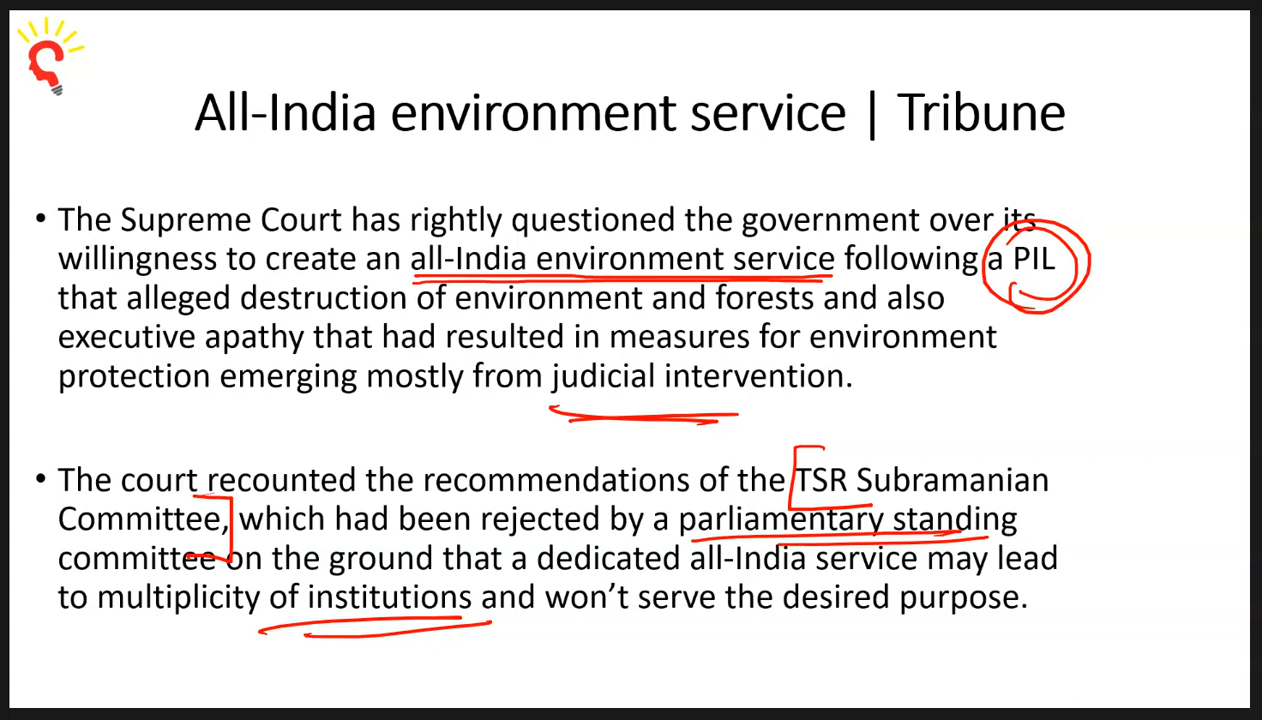 All-India environment service | Tribune
• The Supreme Court has rightly questioned the government over its
willingness to create an all-India environment service following a PIL
that alleged destruction of environment and forests and also
executive apathy that had resulted in measures for environment
protection emerging mostly from judicial intervention.
• The court recounted the recommendations of the TSR Subramanian
Committee, which had been rejected by a parliamentary standing
committee on the ground that a dedicated all-India service may lead
to multiplicity of institutions and won’t serve the desired purpose.